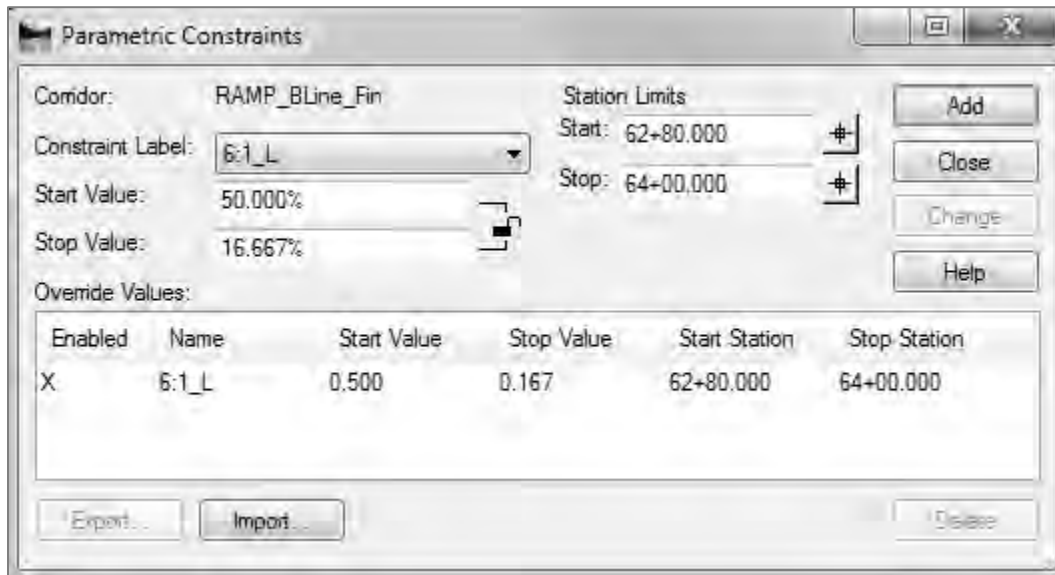 Parametric Constraints
Corridor: RAMP_BLine_Fin
Constraint Label: 6:1_L
Start Value: 50.000%
Stop Value: 16.667%
Station Limits
Start: 62+80.000
Stop: 64+00.000
Add
Close
Change
Help
Override Values:
Enabled Name Start Value Stop Value Start Station Stop Station
X 6:1_L 0.500 0.167 62+80.000 64+00.000
Export... Import... Delete